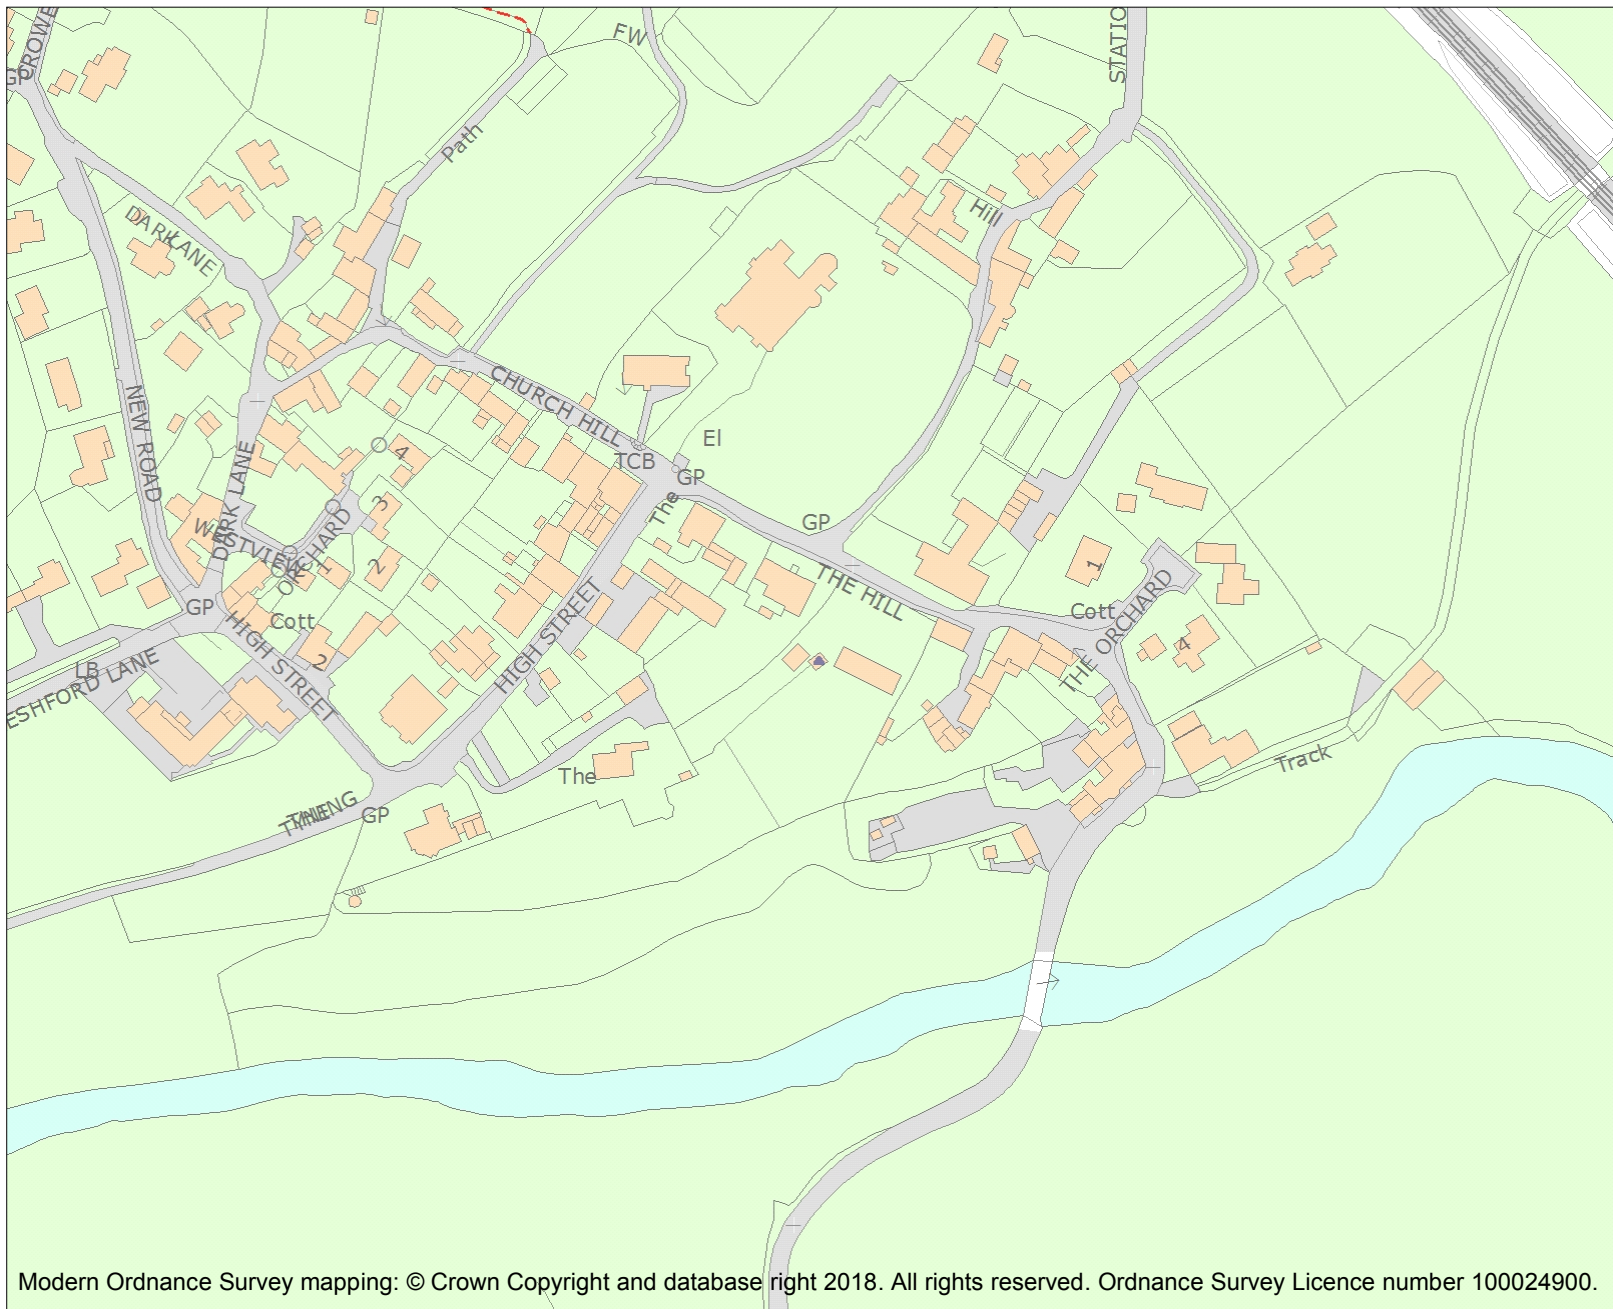 CROWE
GP
FW
STATIO
Path
DARK LANE
Hill
CHURCH HILL
NEW ROAD
DARK LANE
El
TCB
GP
The
4
3
GP
WESTVIEW
ORCHARD
1
2
THE HILL
1
GP
HIGH STREET
Cott
2
HIGH STREET
Cott
THE ORCHARD
4
LB
ESHFORD LANE
The
Track
GP
Modern Ordnance Survey mapping: © Crown Copyright and database right 2018. All rights reserved. Ordnance Survey Licence number 100024900.